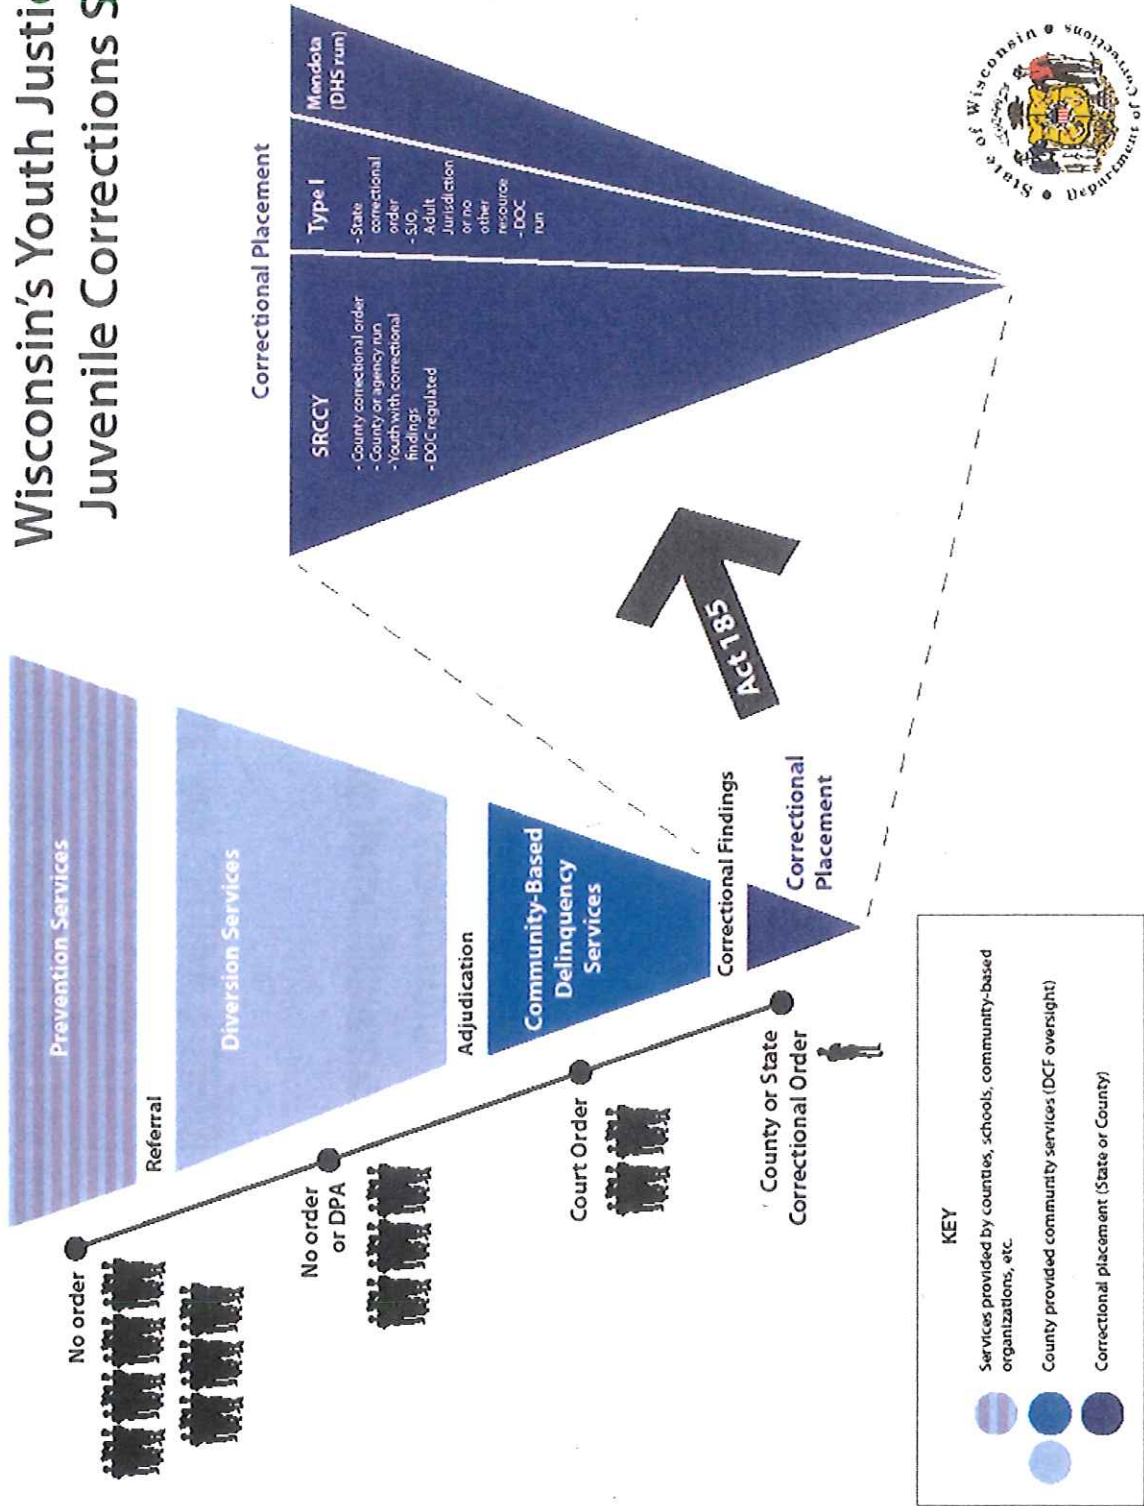 Wisconsin's Youth Justic
Juvenile Corrections S
Prevention Services
Referral
Diversion Services
Adjudication
Community-Based
Delinquency
Services
Correctional Findings
Correctional
Placement
No order
No order
or DPA
Court Order
County or State
Correctional Order
Act 185
Correctional Placement
SRCCY
- County correctional order
- County or agency run
- Youth with correctional
findings
- DOC regulated
Type I
- State
correctional
order
- SJO,
Adult
Jurisdiction
or no
other
resource
- DOC
run
Mendota
(DHS run)
KEY
Services provided by counties, schools, community-based
organizations, etc.
County provided community services (DCF oversight)
Correctional placement (State or County)
State of Wisconsin
Department of Corrections